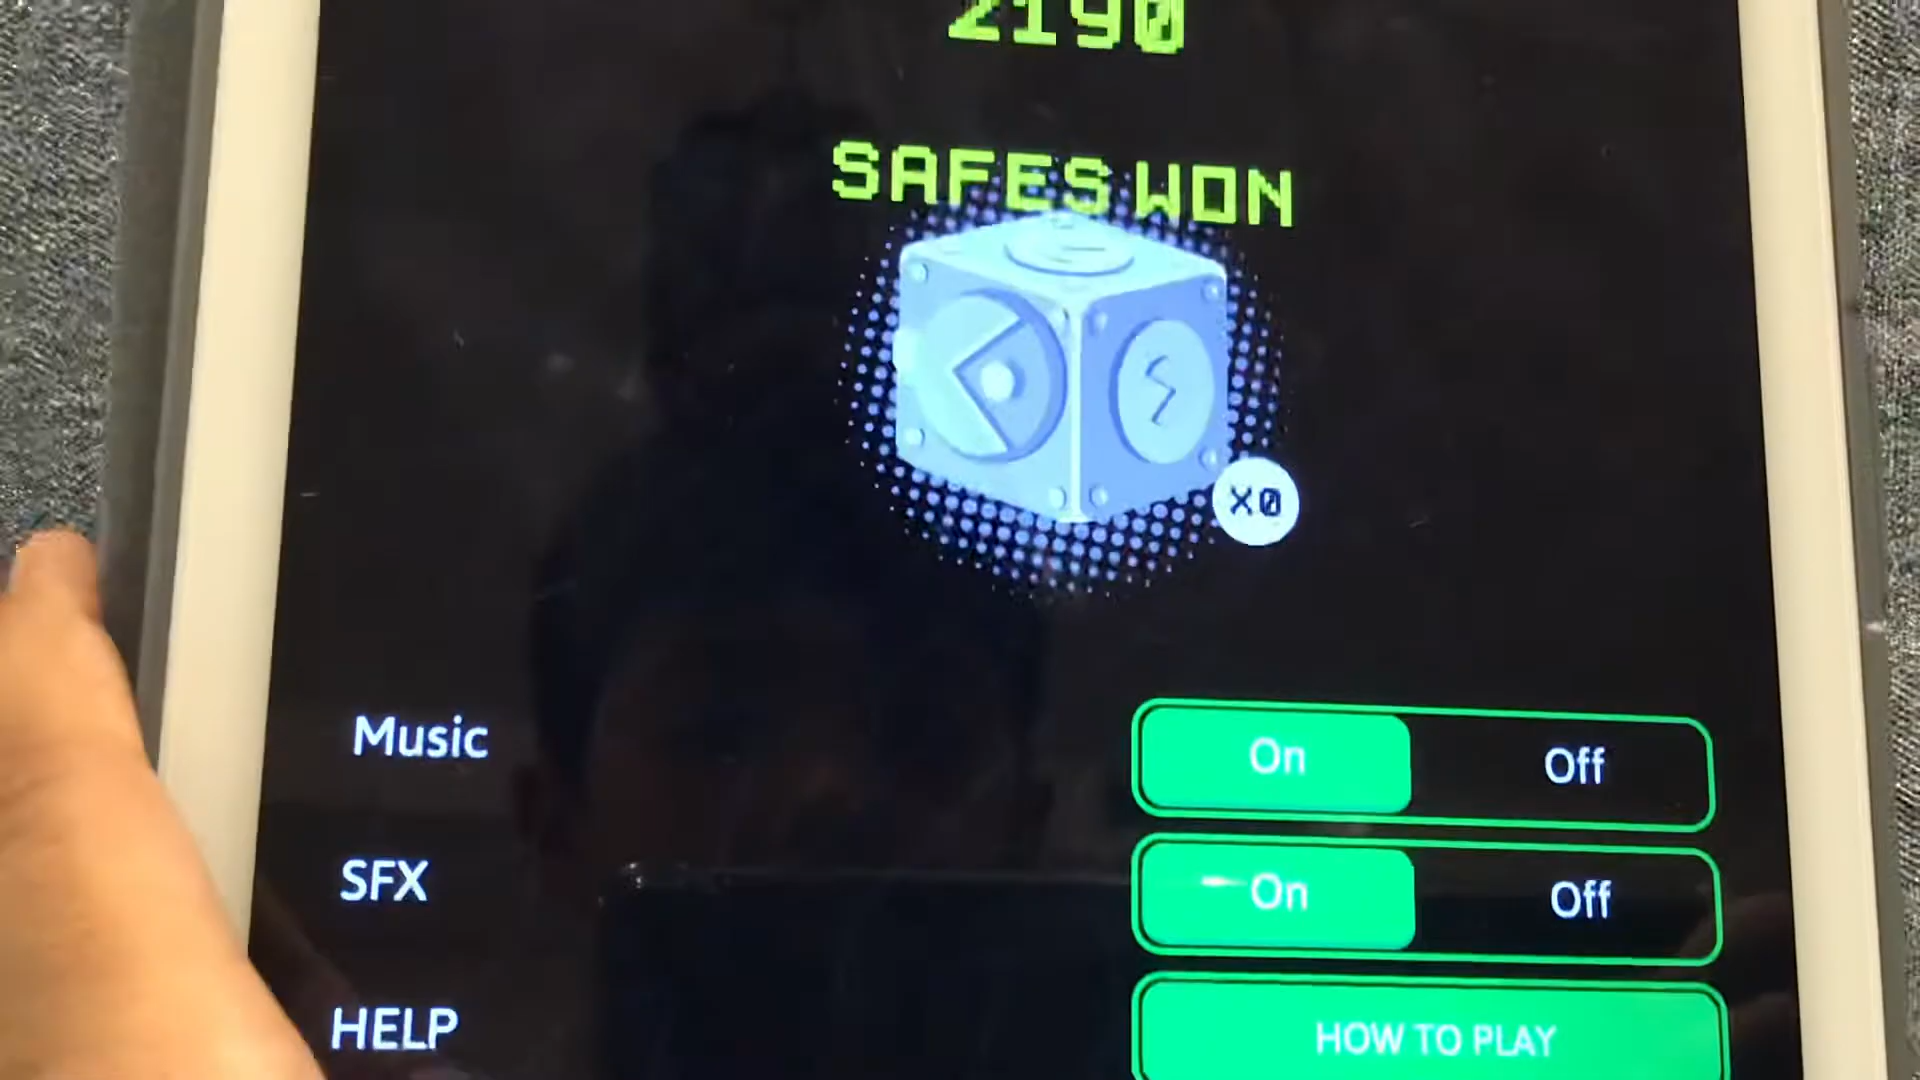 2190
SAFES WON
X0
Music On Off
SFX On Off
HELP HOW TO PLAY